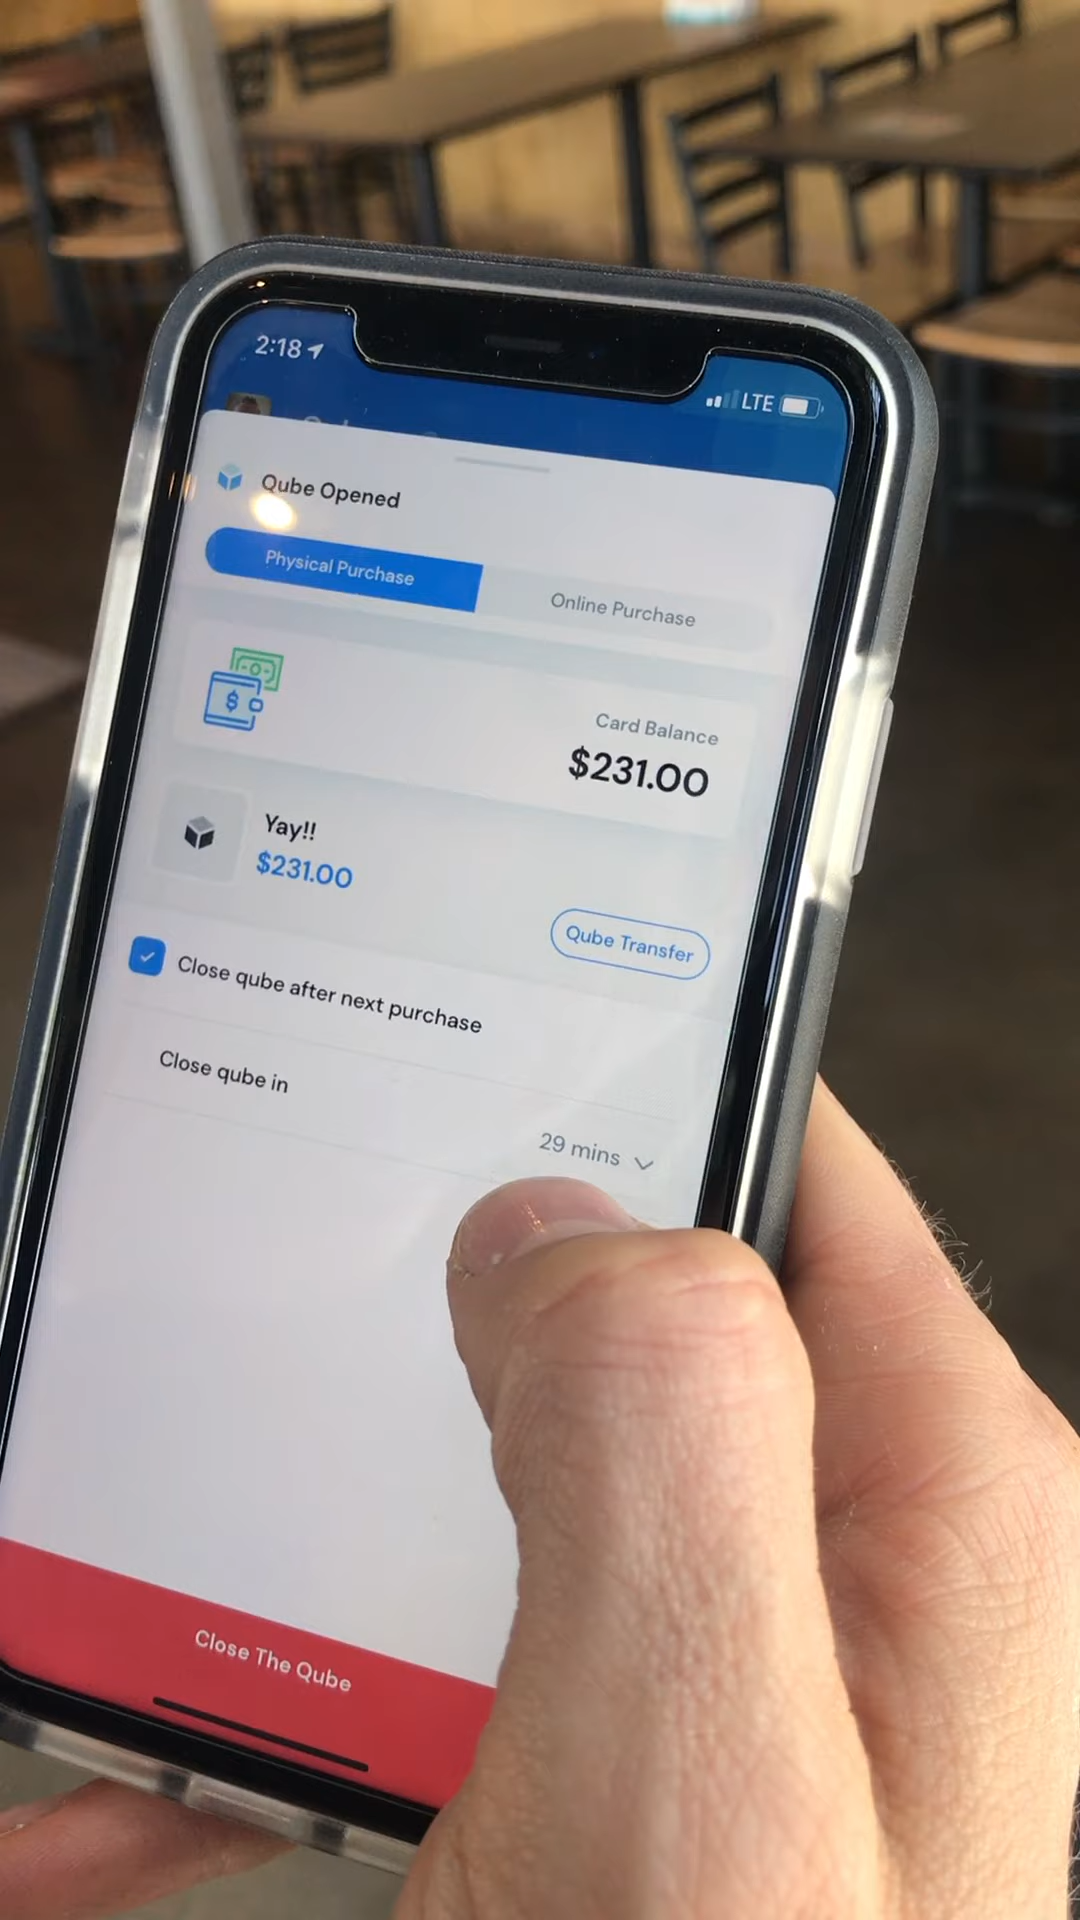 2:18
LTE
Qube Opened
Physical Purchase
Online Purchase
$
Card Balance
$231.00
Yay!!
$231.00
Qube Transfer
Close qube after next purchase
Close qube in
29 mins
Close The Qube